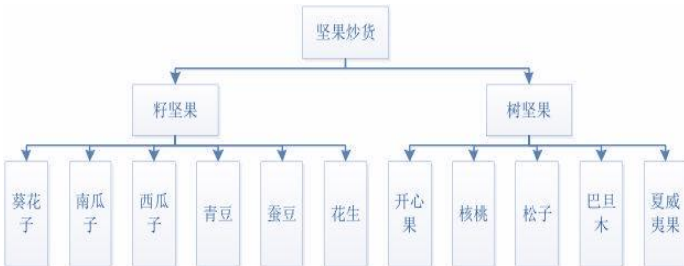 坚果炒货
籽坚果
树坚果
葵花
子
南瓜
子
西瓜
子
青豆
蚕豆
花生
开心
果
核桃
松子
巴旦
木
夏威
夷果